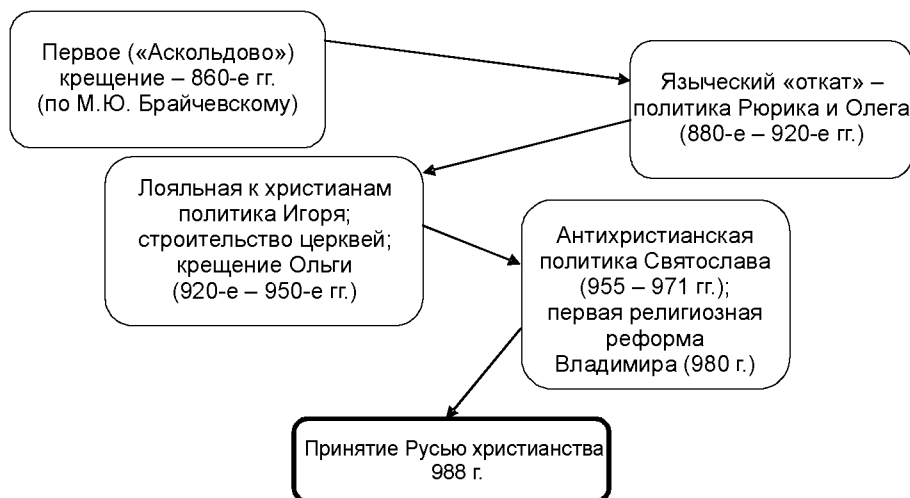 Первое («Аскольдово»)
крещение – 860-е гг.
(по М.Ю. Брайчевскому)
Языческий «откат» –
политика Рюрика и Олега
(880-е – 920-е гг.)
Лояльная к христианам
политика Игоря;
строительство церквей;
крещение Ольги
(920-е – 950-е гг.)
Антихристианская
политика Святослава
(955 – 971 гг.);
первая религиозная
реформа
Владимира (980 г.)
Принятие Русью христианства
988 г.